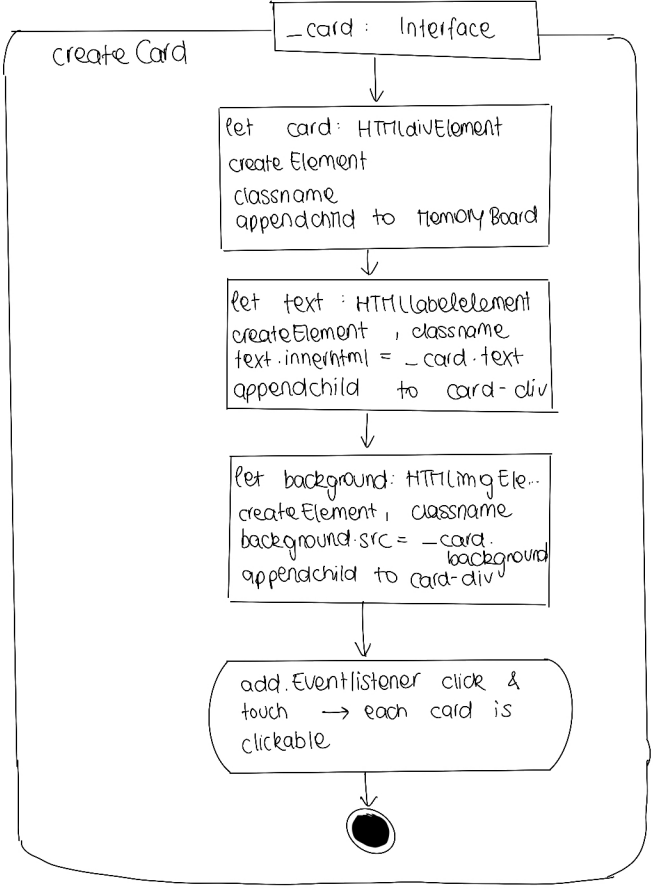 _card: Interface
create Card
let card: HTMLdivElement
create Element
classname
appendchild to MemoryBoard
let text: HTMLlabelelement
createElement, classname
text.innerhtml = _card.text
appendchild to card-div
let background: HTMLimgEle...
createElement, classname
background.src = _card.
background
appendchild to card-div
add.Eventlistener click &
touch → each card is
clickable